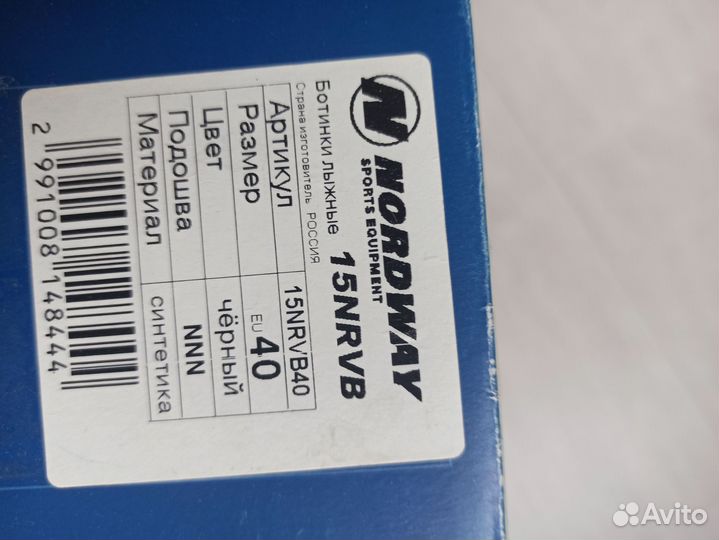 NORDWAY
SPORTS EQUIPMENT
Ботинки лыжные 15NRVB
Страна изготовитель РОССИЯ
Артикул 15NRVB40
Размер EU 40
Цвет чёрный
Подошва NNN
Материал синтетика
2 991008 148444
Avito